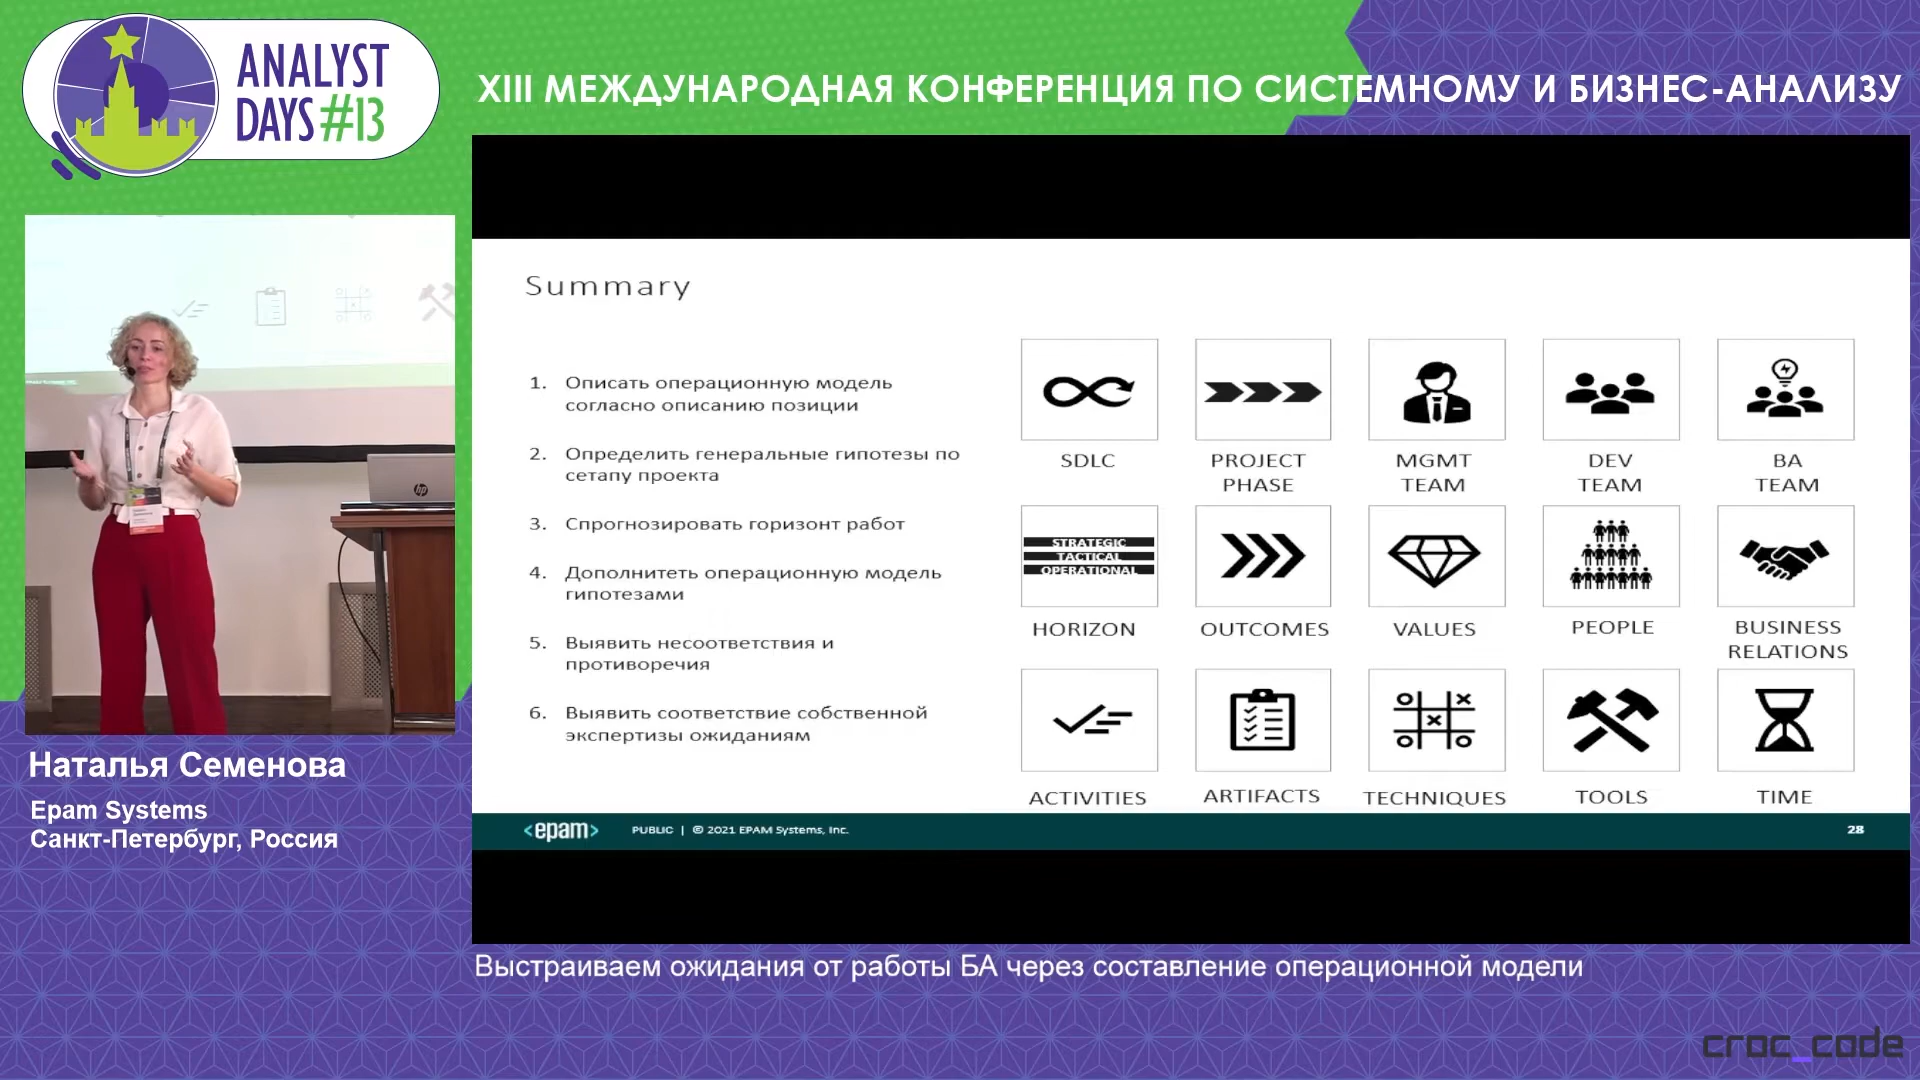 ANALYST
DAYS #13
XIII МЕЖДУНАРОДНАЯ КОНФЕРЕНЦИЯ ПО СИСТЕМНОМУ И БИЗНЕС-АНАЛИЗУ
Summary
1. Описать операционную модель
согласно описанию позиции
2. Определить генеральные гипотезы по
сетапу проекта
3. Спрогнозировать горизонт работ
4. Дополнитеть операционную модель
гипотезами
5. Выявить несоответствия и
противоречия
6. Выявить соответствие собственной
экспертизы ожиданиям
SDLC
PROJECT
PHASE
MGMT
TEAM
DEV
TEAM
BA
TEAM
STRATEGIC
TACTICAL
OPERATIONAL
HORIZON
OUTCOMES
VALUES
PEOPLE
BUSINESS
RELATIONS
ACTIVITIES
ARTIFACTS
TECHNIQUES
TOOLS
TIME
<epam> PUBLIC | © 2021 EPAM Systems, Inc. 28
hp
Наталья Семенова
Epam Systems
Санкт-Петербург, Россия
Выстраиваем ожидания от работы БА через составление операционной модели
croc_code